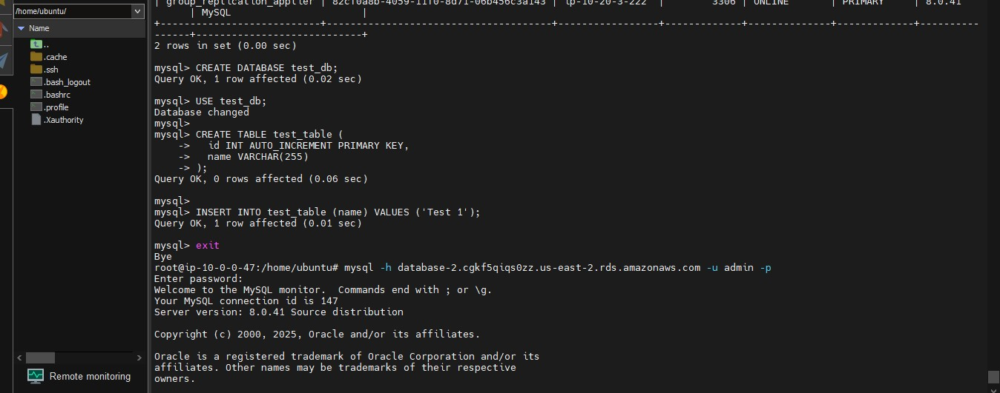 /home/ubuntu/
Name
..
.cache
.ssh
.bash_logout
.bashrc
.profile
.Xauthority
Remote monitoring
| group_replication_applier | 82cf0a8b-4059-11f0-8d71-06b456c3a143 | ip-10-20-3-222 | 3306 | ONLINE | PRIMARY | 8.0.41
| MySQL |
+---------------------------+--------------------------------------+-----------------+-------------+--------------+-------------+----------
------+----------------------------+
2 rows in set (0.00 sec)
mysql> CREATE DATABASE test_db;
Query OK, 1 row affected (0.02 sec)
mysql> USE test_db;
Database changed
mysql>
mysql> CREATE TABLE test_table (
-> id INT AUTO_INCREMENT PRIMARY KEY,
-> name VARCHAR(255)
-> );
Query OK, 0 rows affected (0.06 sec)
mysql>
mysql> INSERT INTO test_table (name) VALUES ('Test 1');
Query OK, 1 row affected (0.01 sec)
mysql> exit
Bye
root@ip-10-0-0-47:/home/ubuntu# mysql -h database-2.cgkf5qiqs0zz.us-east-2.rds.amazonaws.com -u admin -p
Enter password:
Welcome to the MySQL monitor.  Commands end with ; or \g.
Your MySQL connection id is 147
Server version: 8.0.41 Source distribution
Copyright (c) 2000, 2025, Oracle and/or its affiliates.
Oracle is a registered trademark of Oracle Corporation and/or its
affiliates. Other names may be trademarks of their respective
owners.